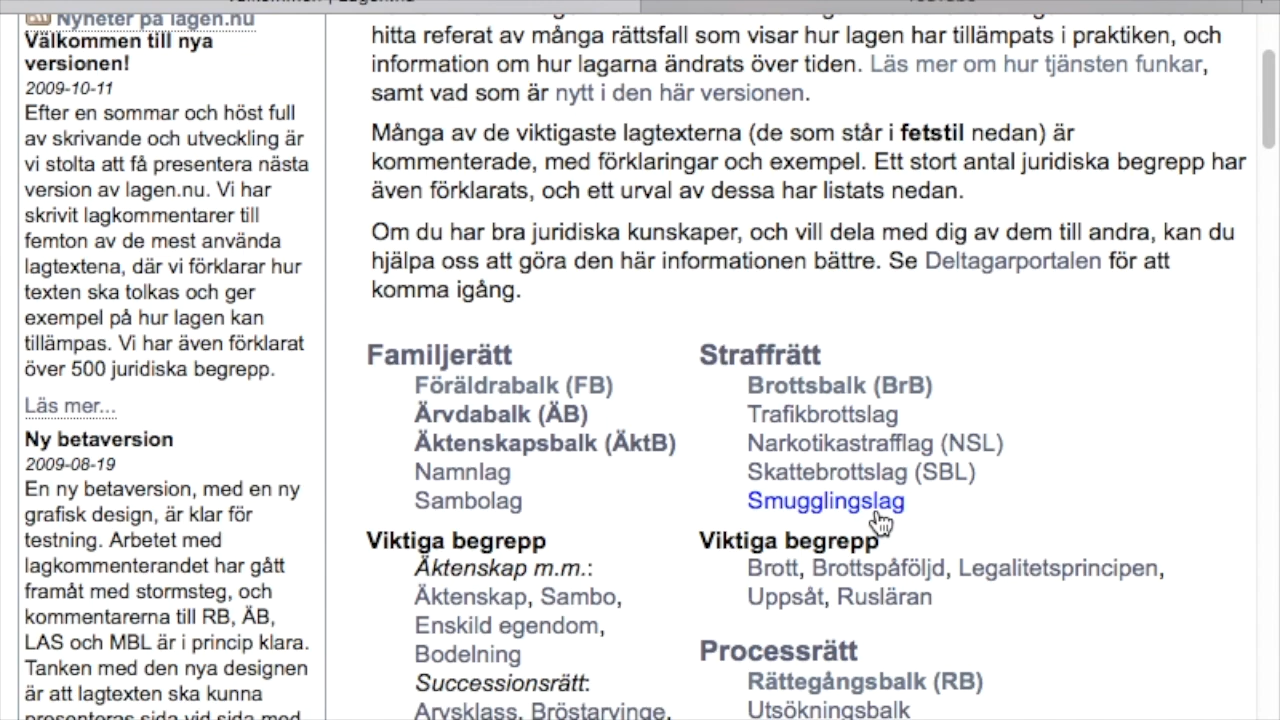 Nyheter på lagen.nu
Välkommen till nya
versionen!
2009-10-11
Efter en sommar och höst full
av skrivande och utveckling är
vi stolta att få presentera nästa
version av lagen.nu. Vi har
skrivit lagkommentarer till
femton av de mest använda
lagtextena, där vi förklarar hur
texten ska tolkas och ger
exempel på hur lagen kan
tillämpas. Vi har även förklarat
över 500 juridiska begrepp.
Läs mer...
Ny betaversion
2009-08-19
En ny betaversion, med en ny
grafisk design, är klar för
testning. Arbetet med
lagkommenterandet har gått
framåt med stormsteg, och
kommentarerna till RB, ÄB,
LAS och MBL är i princip klara.
Tanken med den nya designen
är att lagtexten ska kunna
presenteras sida vid sida med
hitta referat av många rättsfall som visar hur lagen har tillämpats i praktiken, och
information om hur lagarna ändrats över tiden. Läs mer om hur tjänsten funkar,
samt vad som är nytt i den här versionen.
Många av de viktigaste lagtexterna (de som står i fetstil nedan) är
kommenterade, med förklaringar och exempel. Ett stort antal juridiska begrepp har
även förklarats, och ett urval av dessa har listats nedan.
Om du har bra juridiska kunskaper, och vill dela med dig av dem till andra, kan du
hjälpa oss att göra den här informationen bättre. Se Deltagarportalen för att
komma igång.
Familjerätt
Föräldrabalk (FB)
Ärvdabalk (ÄB)
Äktenskapsbalk (ÄktB)
Namnlag
Sambolag
Viktiga begrepp
Äktenskap m.m.:
Äktenskap, Sambo,
Enskild egendom,
Bodelning
Successionsrätt:
Arvsklass, Bröstarvinge,
Straffrätt
Brottsbalk (BrB)
Trafikbrottslag
Narkotikastrafflag (NSL)
Skattebrottslag (SBL)
Smugglingslag
Viktiga begrepp
Brott, Brottspåföljd, Legalitetsprincipen,
Uppsåt, Rusläran
Processrätt
Rättegångsbalk (RB)
Utsökningsbalk